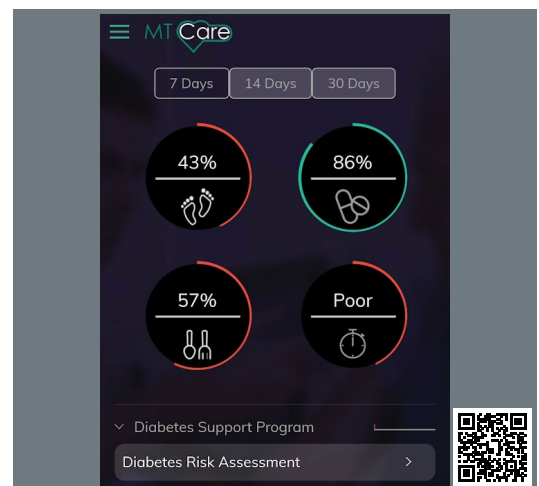 MT Care
7 Days 14 Days 30 Days
43% 86%
57% Poor
Diabetes Support Program
Diabetes Risk Assessment